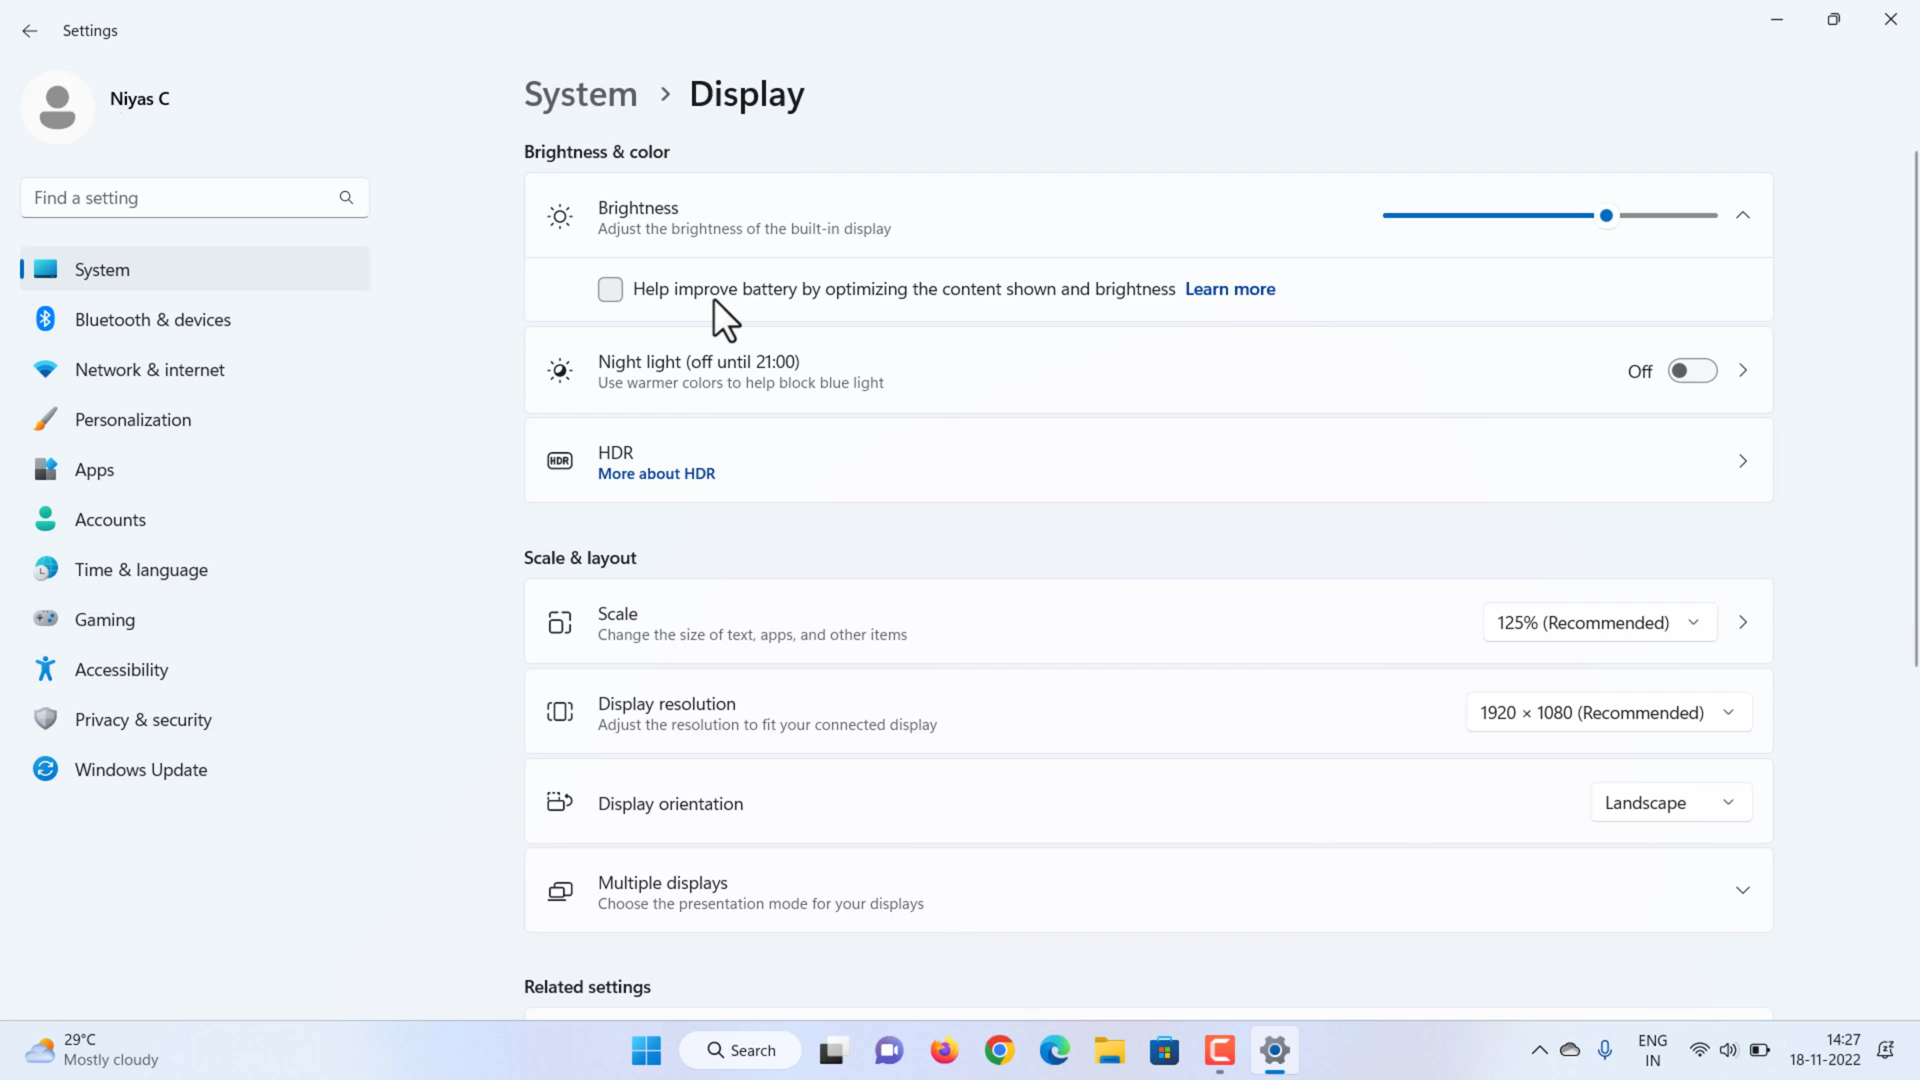 Settings
Niyas C
Find a setting
System
Bluetooth & devices
Network & internet
Personalization
Apps
Accounts
Time & language
Gaming
Accessibility
Privacy & security
Windows Update
System > Display
Brightness & color
Brightness
Adjust the brightness of the built-in display
Help improve battery by optimizing the content shown and brightness Learn more
Night light (off until 21:00)
Use warmer colors to help block blue light
Off
HDR
HDR
More about HDR
Scale & layout
Scale
Change the size of text, apps, and other items
125% (Recommended)
Display resolution
Adjust the resolution to fit your connected display
1920 × 1080 (Recommended)
Display orientation
Landscape
Multiple displays
Choose the presentation mode for your displays
Related settings
29°C
Mostly cloudy
Search
ENG
IN
14:27
18-11-2022